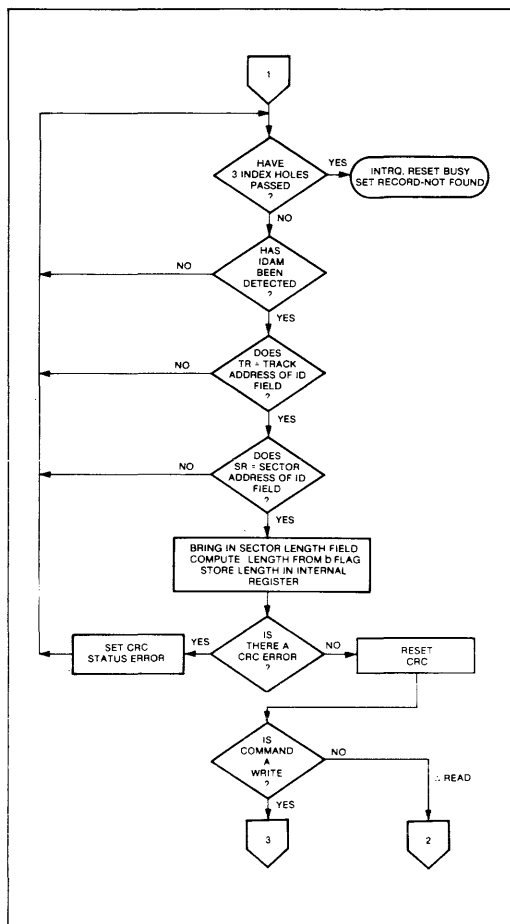 1
HAVE
3 INDEX HOLES
PASSED
?
YES
INTRQ, RESET BUSY
SET RECORD-NOT FOUND
NO
HAS
IDAM
BEEN
DETECTED
?
NO
YES
DOES
TR = TRACK
ADDRESS OF ID
FIELD
?
NO
YES
DOES
SR = SECTOR
ADDRESS OF ID
FIELD
?
NO
YES
BRING IN SECTOR LENGTH FIELD
COMPUTE LENGTH FROM b FLAG
STORE LENGTH IN INTERNAL
REGISTER
IS
THERE A
CRC ERROR
?
YES
SET CRC
STATUS ERROR
NO
RESET
CRC
IS
COMMAND
A
WRITE
?
NO
∴ READ
YES
3
2